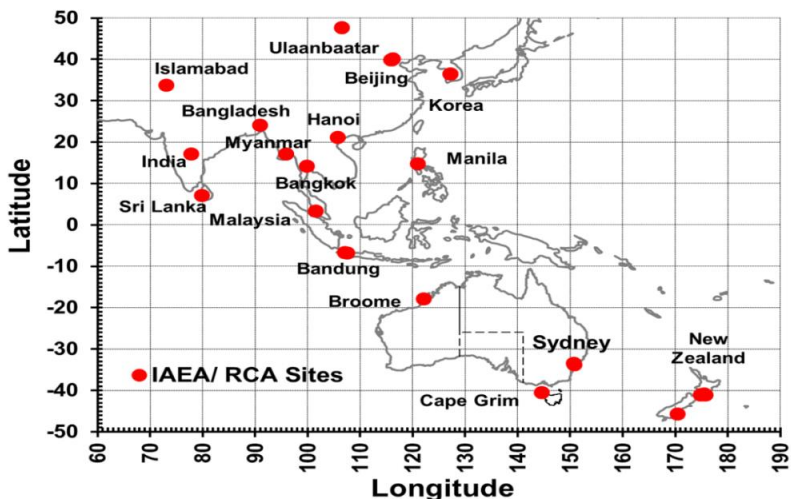 50
40
30
20
10
0
-10
-20
-30
-40
-50
Latitude
Ulaanbaatar
Islamabad
Beijing
Korea
Bangladesh
Hanoi
Myanmar
India
Manila
Bangkok
Sri Lanka
Malaysia
Bandung
Broome
Sydney
New
Zealand
IAEA/ RCA Sites
Cape Grim
60 70 80 90 100 110 120 130 140 150 160 170 180 190
Longitude